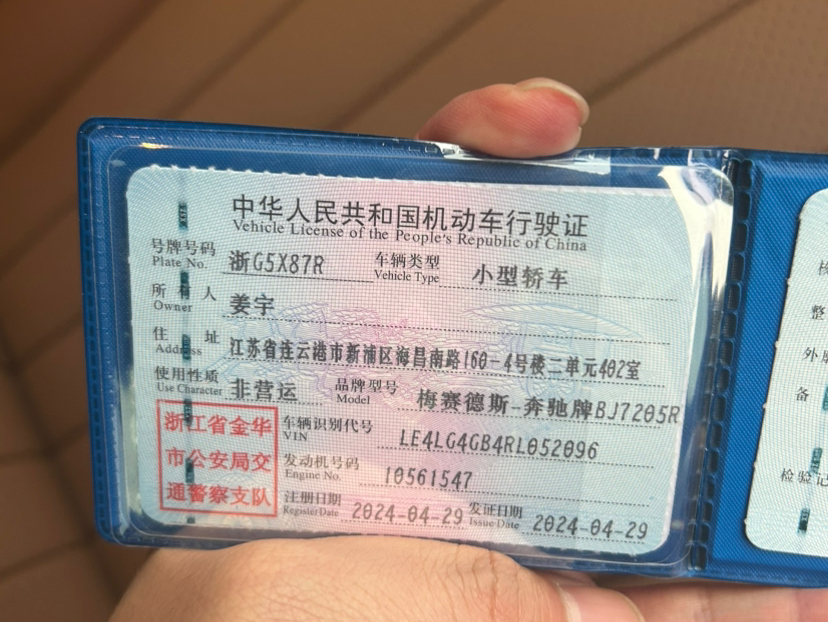 中华人民共和国机动车行驶证
Vehicle License of the People's Republic of China
号牌号码 浙G5X87R 车辆类型 小型轿车
Plate No. Vehicle Type
所有人 姜宇
Owner
住址 江苏省连云港市新浦区海昌南路160-4号楼二单元402室
Address
使用性质 非营运 品牌型号 梅赛德斯-奔驰牌BJ7205R
Use Character Model
浙江省金华
市公安局交
通警察支队
车辆识别代号 LE4LG4GB4RL052096
VIN
发动机号码 10561547
Engine No.
注册日期 2024-04-29 发证日期 2024-04-29
Register Date Issue Date
整
外
备
检验记